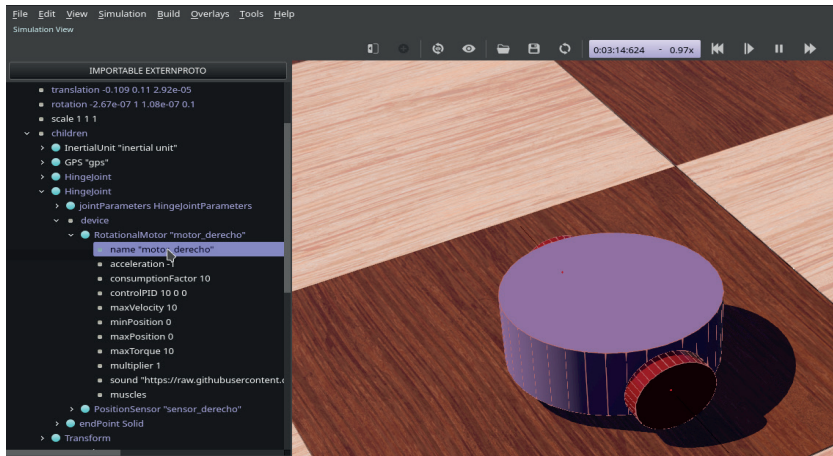 File Edit View Simulation Build Overlays Tools Help
Simulation View
0:03:14:624 - 0.97x
IMPORTABLE EXTERNPROTO
translation -0.109 0.11 2.92e-05
rotation -2.67e-07 1 1.08e-07 0.1
scale 1 1 1
children
InertialUnit "inertial unit"
GPS "gps"
HingeJoint
HingeJoint
jointParameters HingeJointParameters
device
RotationalMotor "motor_derecho"
name "motor_derecho"
acceleration -1
consumptionFactor 10
controlPID 10 0 0
maxVelocity 10
minPosition 0
maxPosition 0
maxTorque 10
multiplier 1
sound "https://raw.githubusercontent.c
muscles
PositionSensor "sensor_derecho"
endPoint Solid
Transform